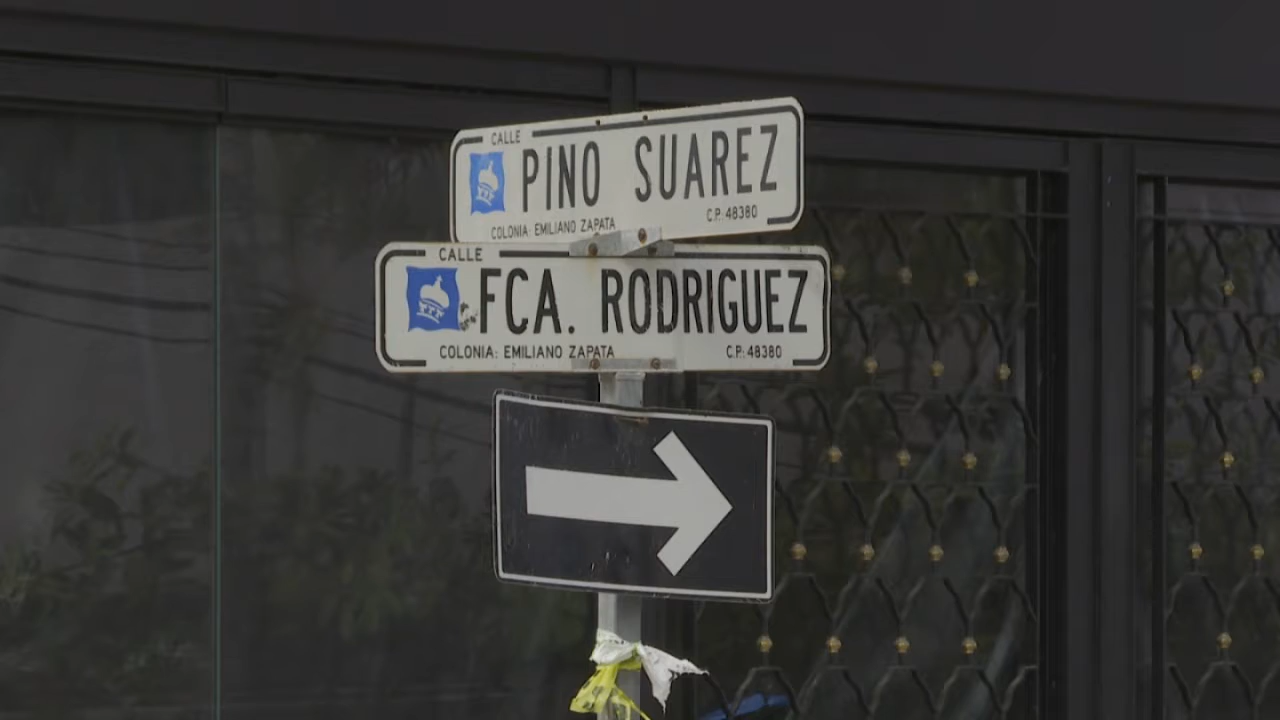 CALLE
PINO SUAREZ
COLONIA: EMILIANO ZAPATA C.P. 48380
CALLE
FCA. RODRIGUEZ
COLONIA: EMILIANO ZAPATA C.P. 48380